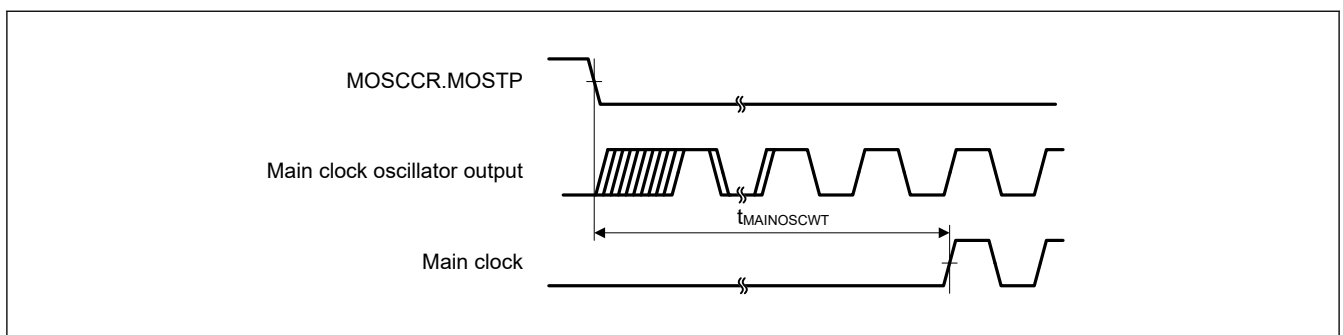 MOSCCR.MOSTP
Main clock oscillator output
tMAINOSCWT
Main clock